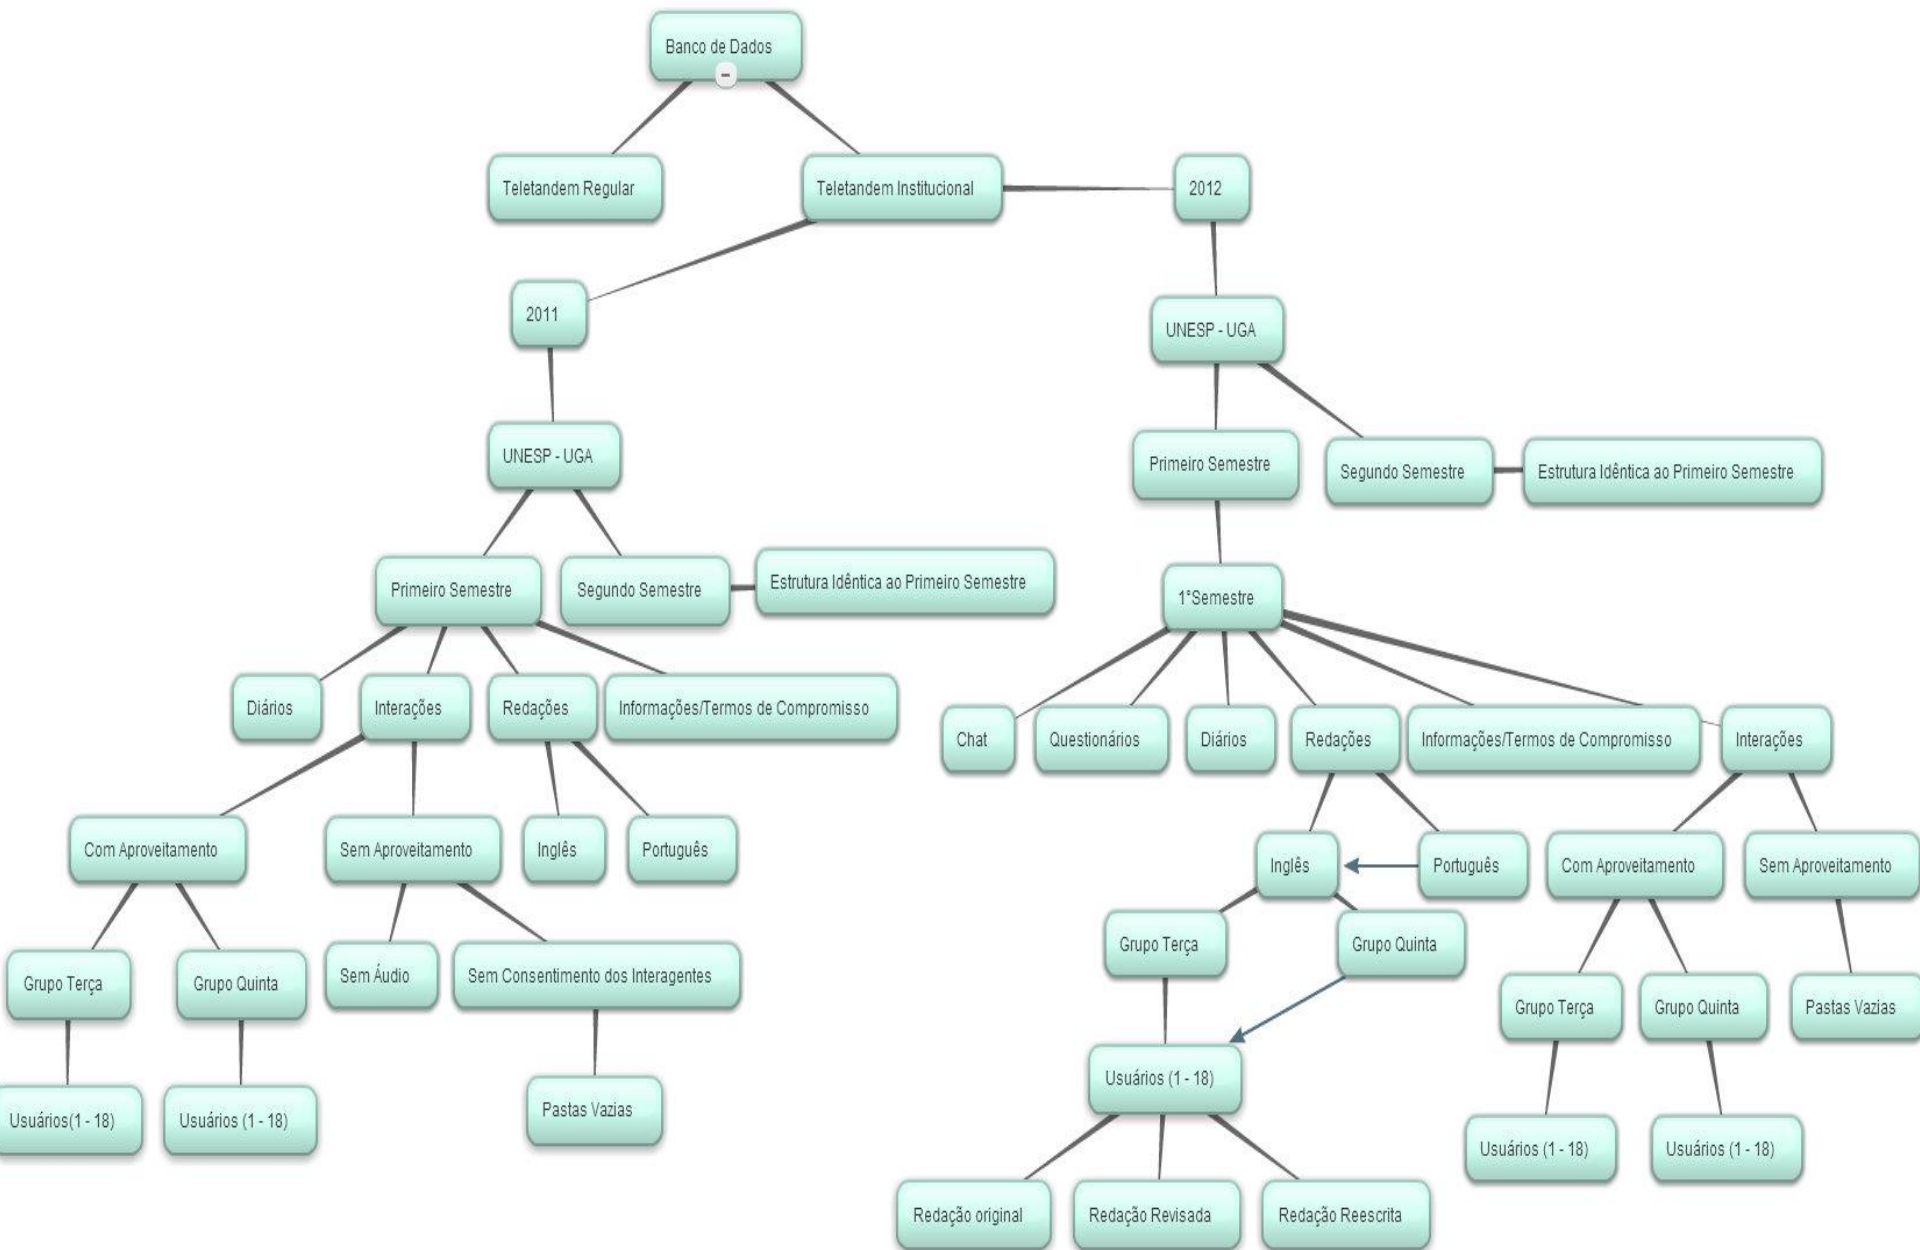 Banco de Dados
Teletandem Regular
Teletandem Institucional
2012
2011
UNESP - UGA
UNESP - UGA
Primeiro Semestre
Segundo Semestre
Estrutura Idêntica ao Primeiro Semestre
Primeiro Semestre
Segundo Semestre
Estrutura Idêntica ao Primeiro Semestre
1°Semestre
Diários
Interações
Redações
Informações/Termos de Compromisso
Chat
Questionários
Diários
Redações
Informações/Termos de Compromisso
Interações
Com Aproveitamento
Sem Aproveitamento
Inglês
Português
Inglês
Português
Com Aproveitamento
Sem Aproveitamento
Grupo Terça
Grupo Quinta
Grupo Terça
Grupo Quinta
Sem Áudio
Sem Consentimento dos Interagentes
Grupo Terça
Grupo Quinta
Pastas Vazias
Usuários(1 - 18)
Usuários (1 - 18)
Pastas Vazias
Usuários (1 - 18)
Usuários (1 - 18)
Usuários (1 - 18)
Redação original
Redação Revisada
Redação Reescrita